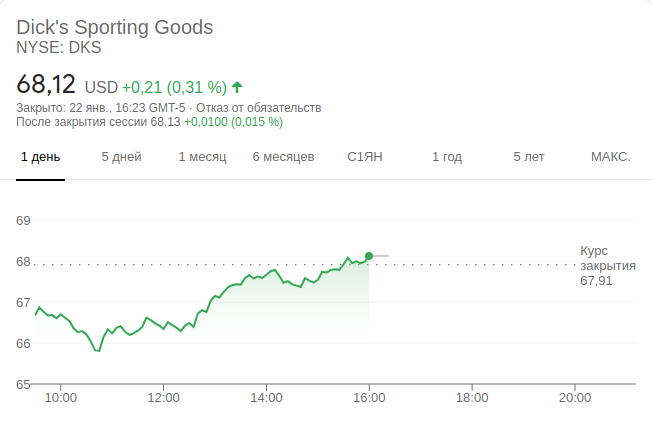 Dick's Sporting Goods
NYSE: DKS
68,12 USD +0,21 (0,31 %)
Закрыто: 22 янв., 16:23 GMT-5 · Отказ от обязательств
После закрытия сессии 68,13 +0,0100 (0,015 %)
1 день 5 дней 1 месяц 6 месяцев С1ЯН 1 год 5 лет МАКС.
69
68
67
66
65
Курс
закрытия
67,91
10:00 12:00 14:00 16:00 18:00 20:00